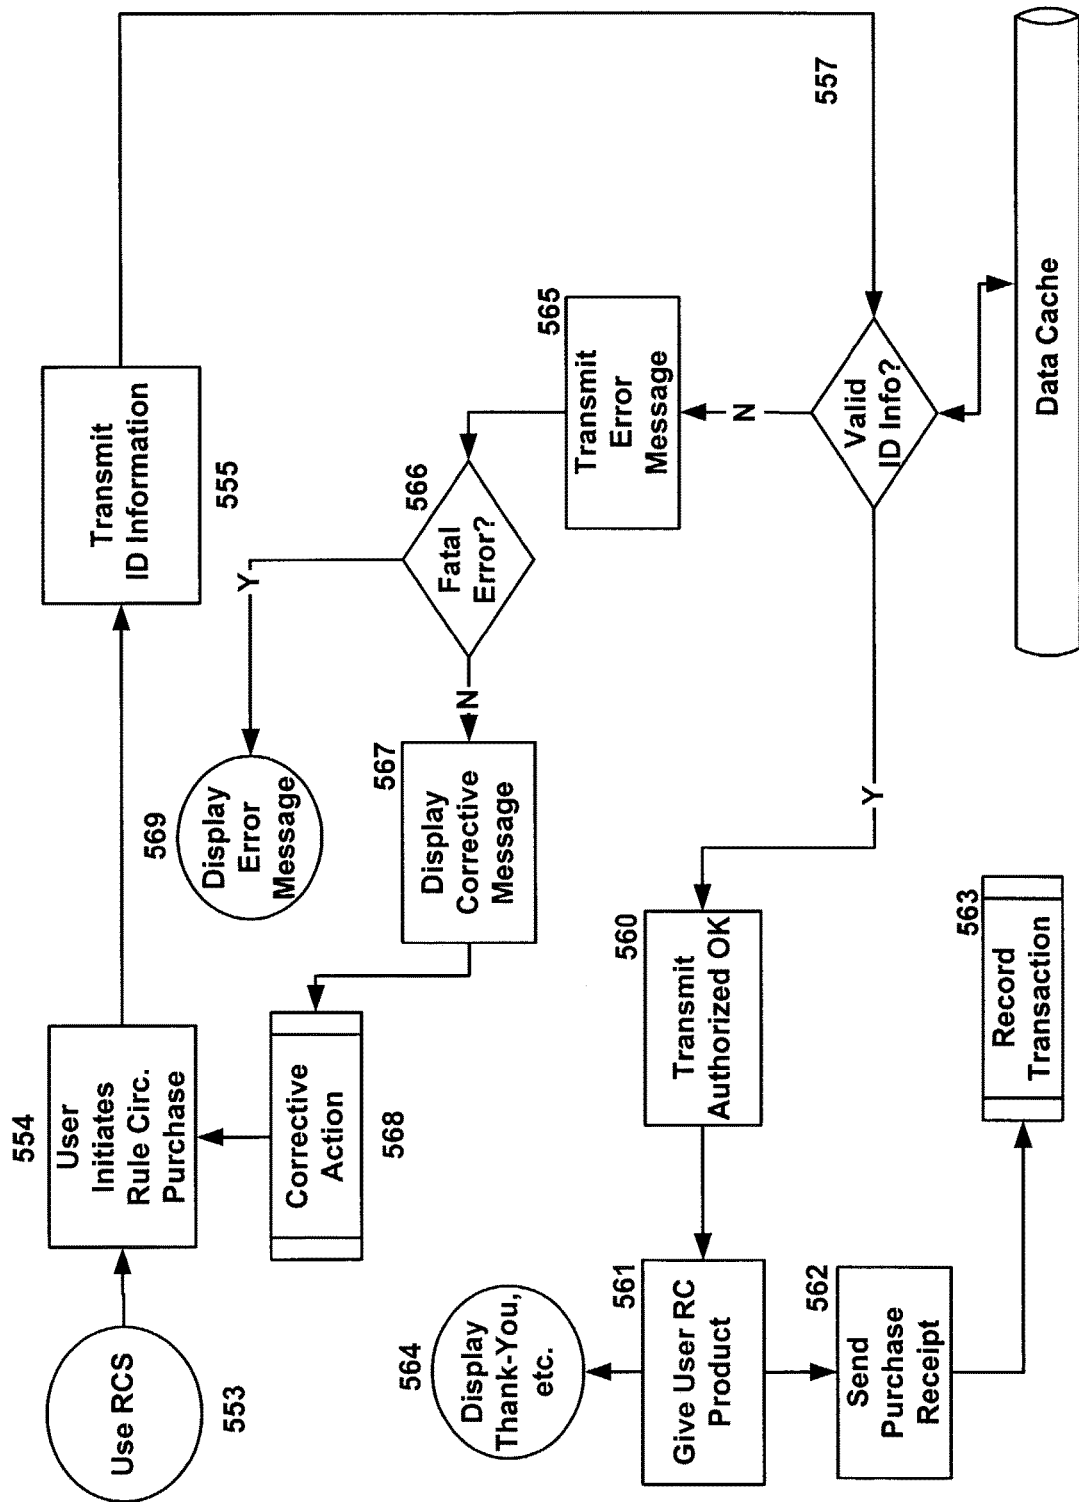 553
Use RCS
554
User
Initiates
Rule Circ.
Purchase
Transmit
ID Information
555
557
569
Display
Error
Message
Y
Corrective
Action
568
567
Display
Corrective
Message
N
566
Fatal
Error?
565
Transmit
Error
Message
N
Valid
ID Info?
Y
564
Display
Thank-You,
etc.
561
Give User RC
Product
560
Transmit
Authorized OK
562
Send
Purchase
Receipt
563
Record
Transaction
Data Cache